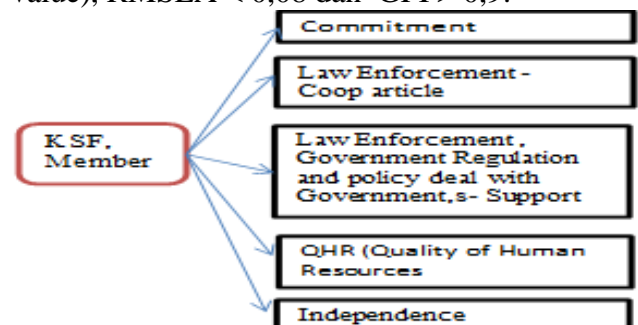 value), RMSEA < 0,08 dan GFI > 0,9.
Commitment
Law Enforcement -
Coop article
KSF,
Member
Law Enforcement,
Government Regulation
and policy deal with
Government,s- Support
QHR (Quality of Human
Resources
Independence